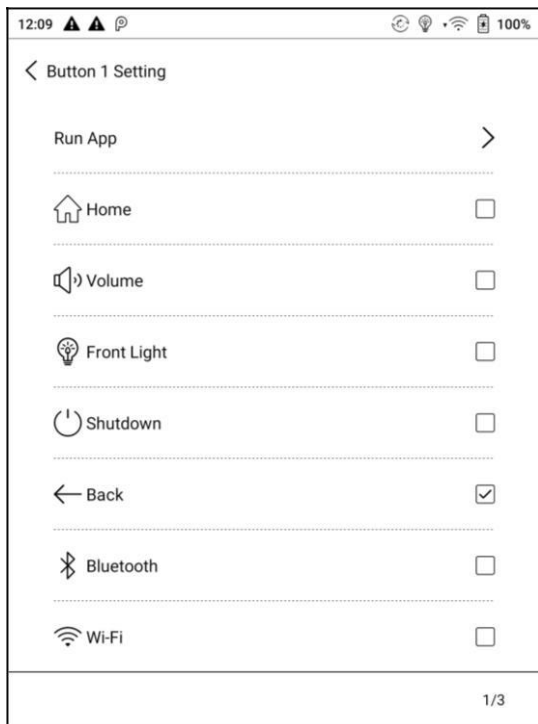 12:09 100%
Button 1 Setting
Run App
Home
Volume
Front Light
Shutdown
Back
Bluetooth
Wi-Fi
1/3